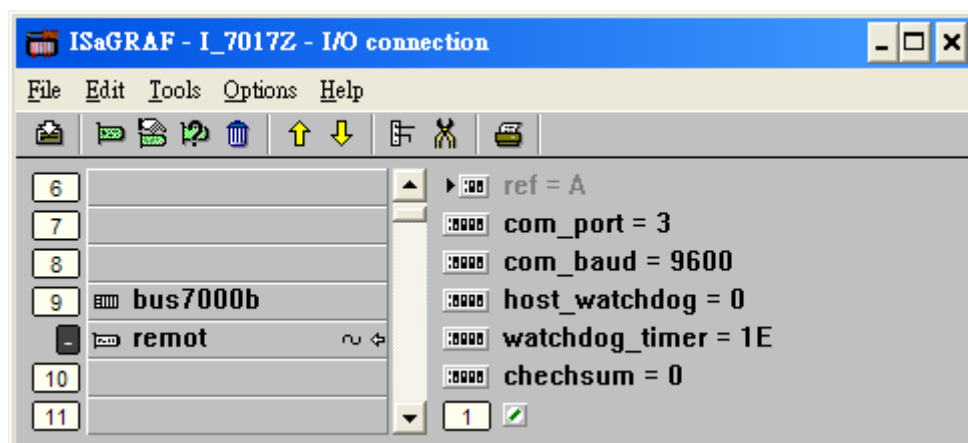 ISaGRAF - I_7017Z - I/O connection
File Edit Tools Options Help
6
7
8
9 bus7000b
- remot
10
11
ref = A
com_port = 3
com_baud = 9600
host_watchdog = 0
watchdog_timer = 1E
chechsum = 0
1